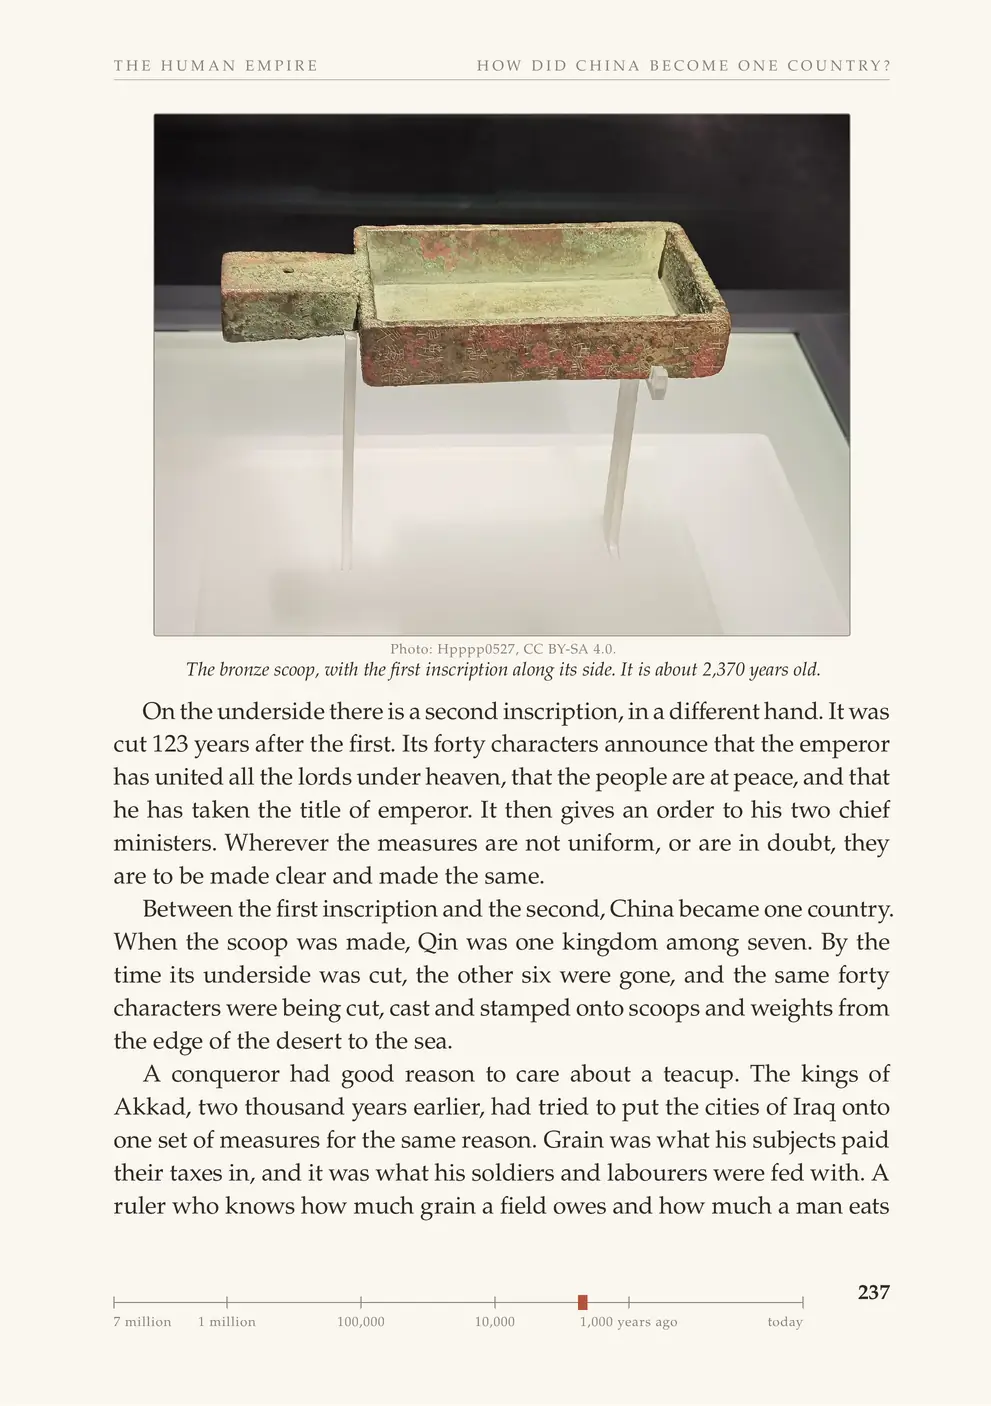 THE HUMAN EMPIRE
HOW DID CHINA BECOME ONE COUNTRY?
Photo: Hpppp0527, CC BY-SA 4.0.
The bronze scoop, with the first inscription along its side. It is about 2,370 years old.
On the underside there is a second inscription, in a different hand. It was
cut 123 years after the first. Its forty characters announce that the emperor
has united all the lords under heaven, that the people are at peace, and that
he has taken the title of emperor. It then gives an order to his two chief
ministers. Wherever the measures are not uniform, or are in doubt, they
are to be made clear and made the same.
Between the first inscription and the second, China became one country.
When the scoop was made, Qin was one kingdom among seven. By the
time its underside was cut, the other six were gone, and the same forty
characters were being cut, cast and stamped onto scoops and weights from
the edge of the desert to the sea.
A conqueror had good reason to care about a teacup. The kings of
Akkad, two thousand years earlier, had tried to put the cities of Iraq onto
one set of measures for the same reason. Grain was what his subjects paid
their taxes in, and it was what his soldiers and labourers were fed with. A
ruler who knows how much grain a field owes and how much a man eats
237
7 million
1 million
100,000
10,000
1,000 years ago
today